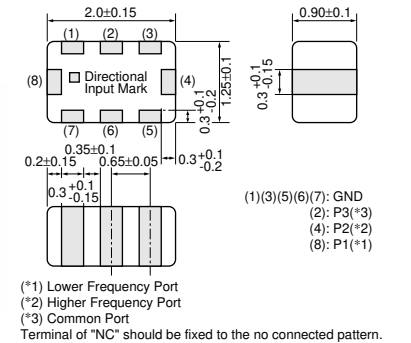 2.0±0.15
0.90±0.1
(1) (2) (3)
(8) Directional Input Mark (4)
(7) (6) (5)
1.25±0.1
0.3 +0.1 -0.2
0.3 +0.1 -0.15
0.35±0.1
0.2±0.15 0.65±0.05
0.3 +0.1 -0.2
0.3 +0.1 -0.15
(1)(3)(5)(6)(7): GND
(2): P3(*3)
(4): P2(*2)
(8): P1(*1)
(*1) Lower Frequency Port
(*2) Higher Frequency Port
(*3) Common Port
Terminal of "NC" should be fixed to the no connected pattern.